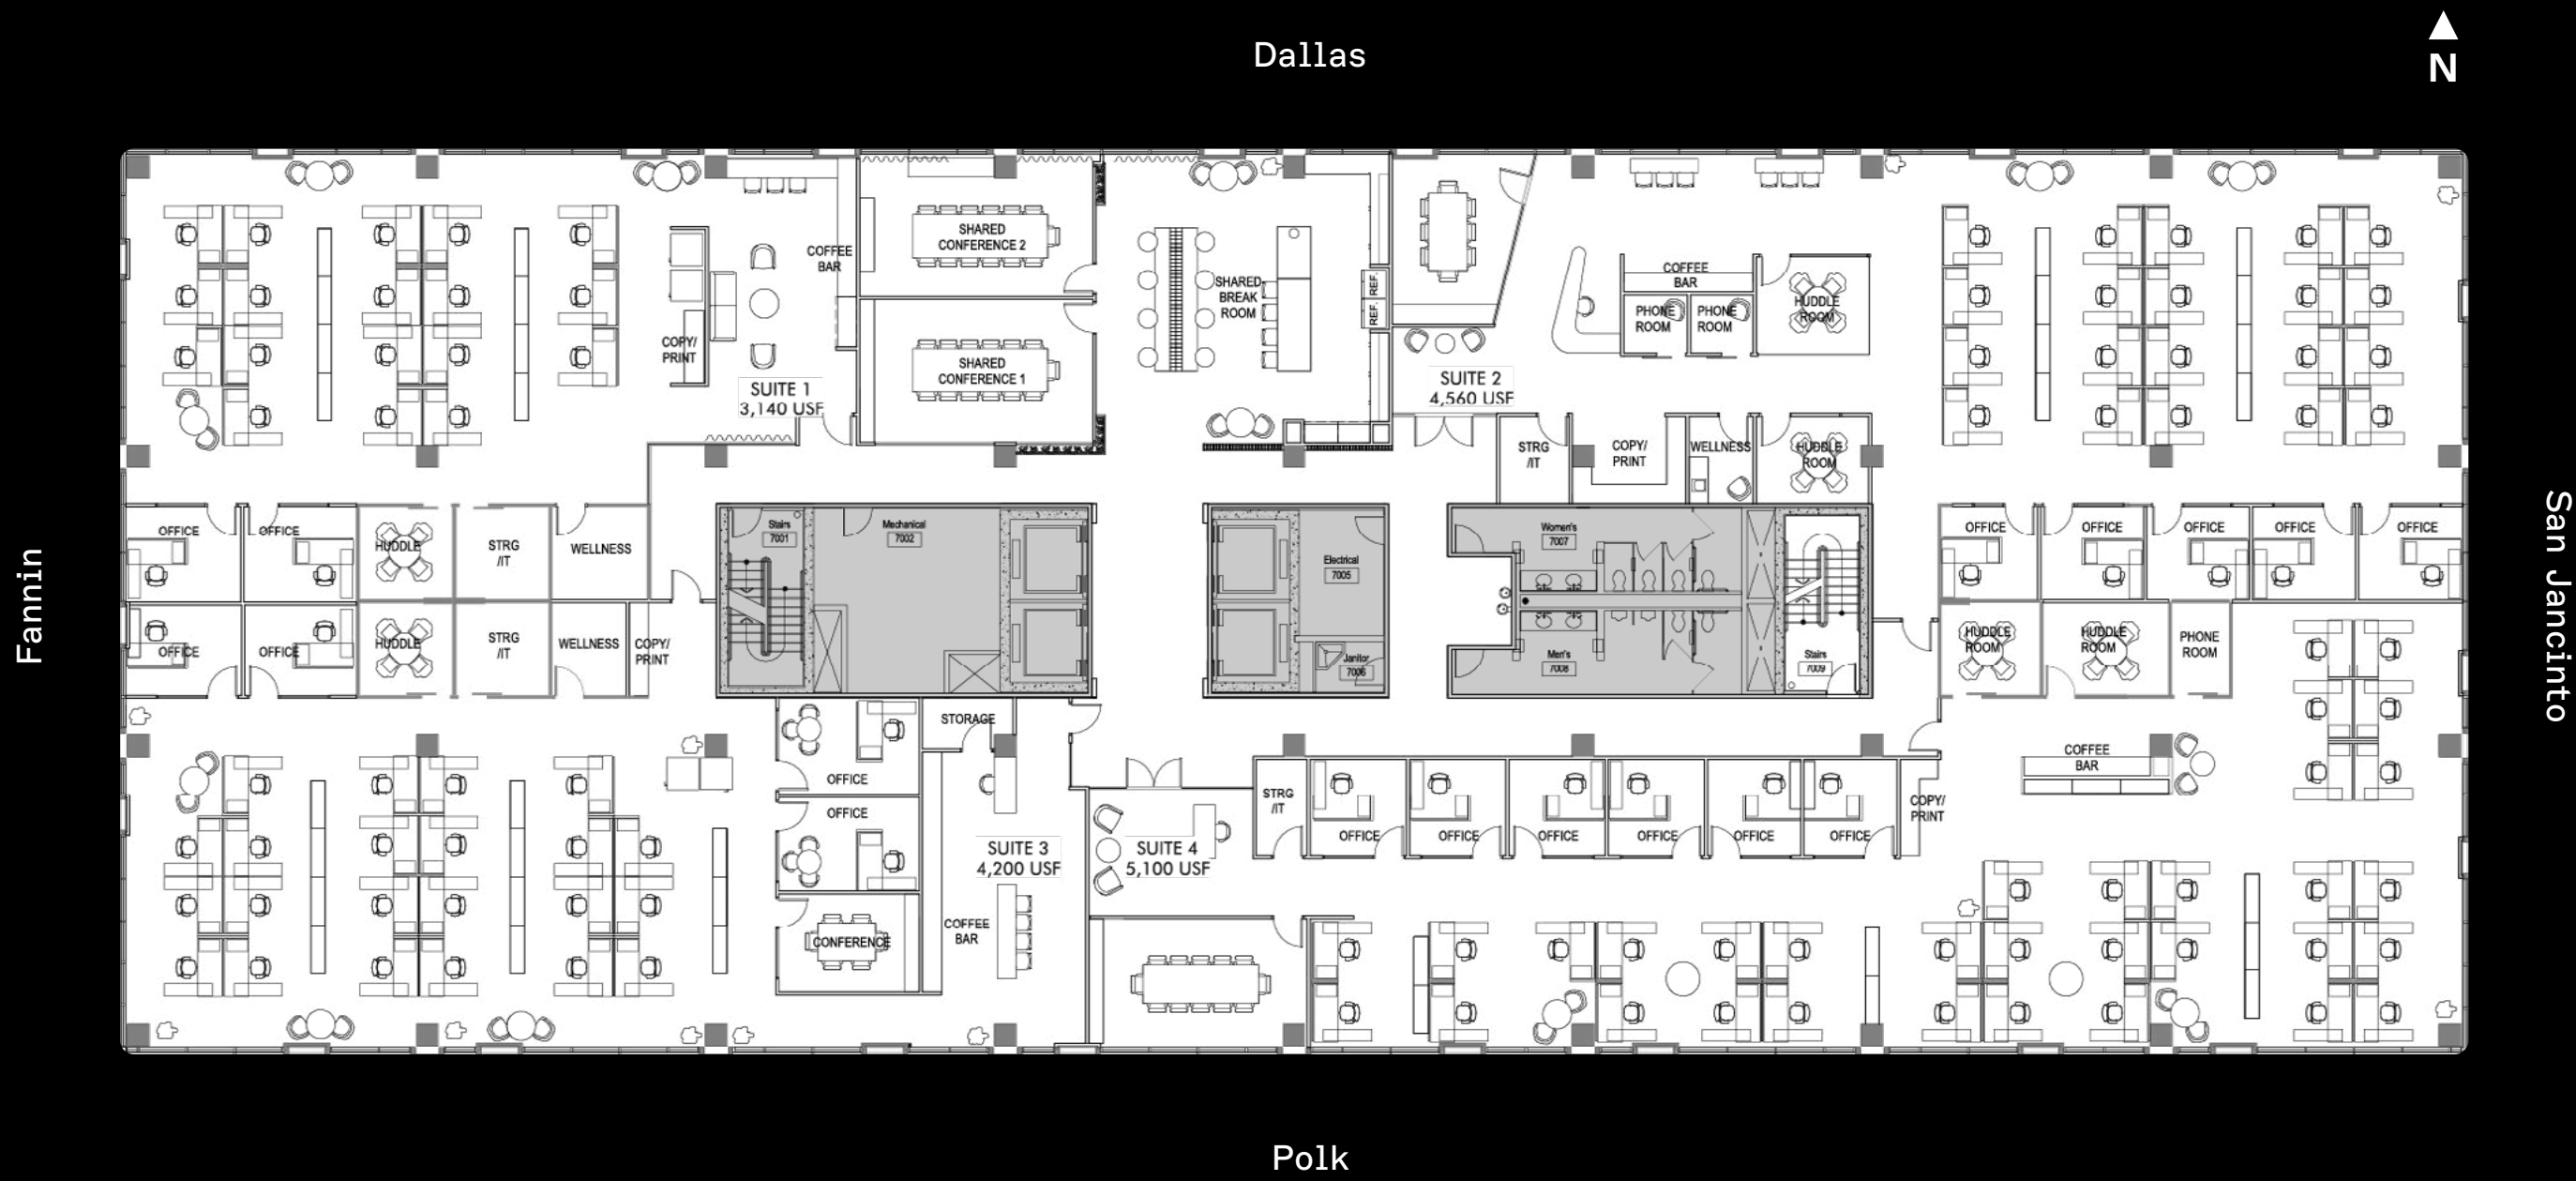 Dallas
N
Fannin
San Jancinto
Polk
SHARED
CONFERENCE 2
COFFEE
BAR
SHARED
CONFERENCE 1
COPY/
PRINT
SUITE 1
3,140 USF
SHARED
BREAK
ROOM
REF.
REF.
SUITE 2
4,560 USF
COFFEE
BAR
PHONE
ROOM
PHONE
ROOM
HUDDLE
ROOM
STRG
/IT
COPY/
PRINT
WELLNESS
HUDDLE
ROOM
OFFICE
OFFICE
HUDDLE
STRG
/IT
WELLNESS
OFFICE
OFFICE
HUDDLE
STRG
/IT
WELLNESS
COPY/
PRINT
Stairs
7001
Mechanical
7002
Electrical
7005
Janitor
7006
Women's
7007
Men's
7008
Stairs
7009
OFFICE
OFFICE
OFFICE
OFFICE
OFFICE
HUDDLE
ROOM
HUDDLE
ROOM
PHONE
ROOM
STORAGE
OFFICE
OFFICE
CONFERENCE
COFFEE
BAR
SUITE 3
4,200 USF
SUITE 4
5,100 USF
STRG
/IT
OFFICE
OFFICE
OFFICE
OFFICE
OFFICE
OFFICE
COPY/
PRINT
COFFEE
BAR